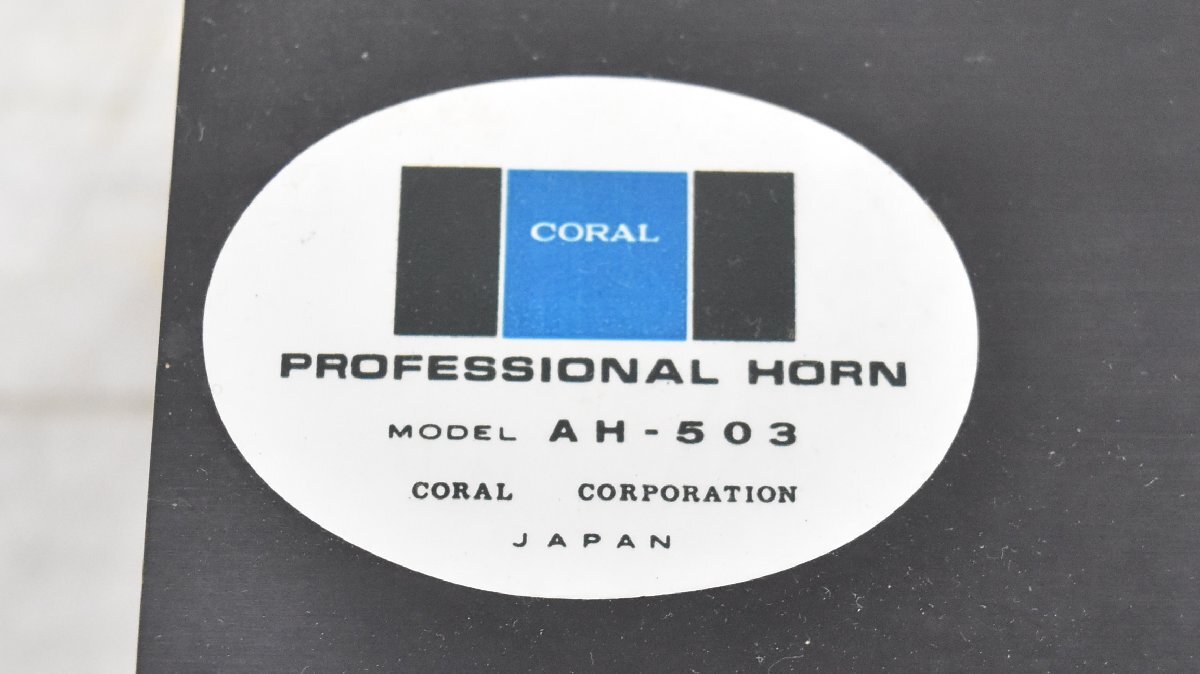 CORAL
PROFESSIONAL HORN
MODEL AH-503
CORAL CORPORATION
JAPAN